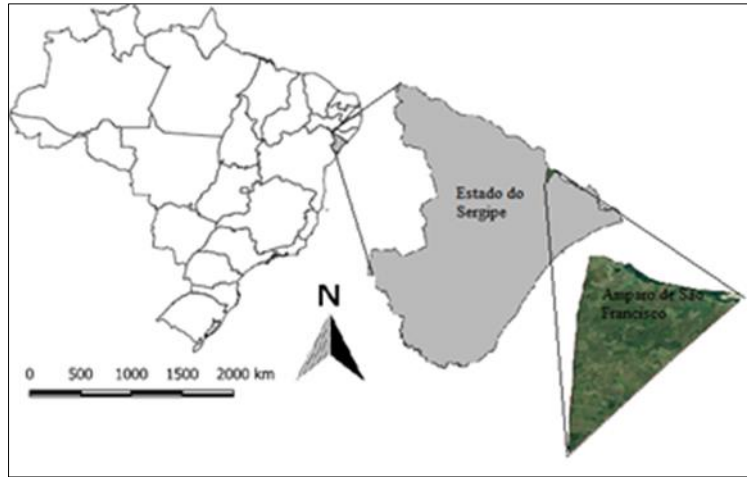 Estado do
Sergipe
Amparo de São
Francisco
N
0 500 1000 1500 2000 km